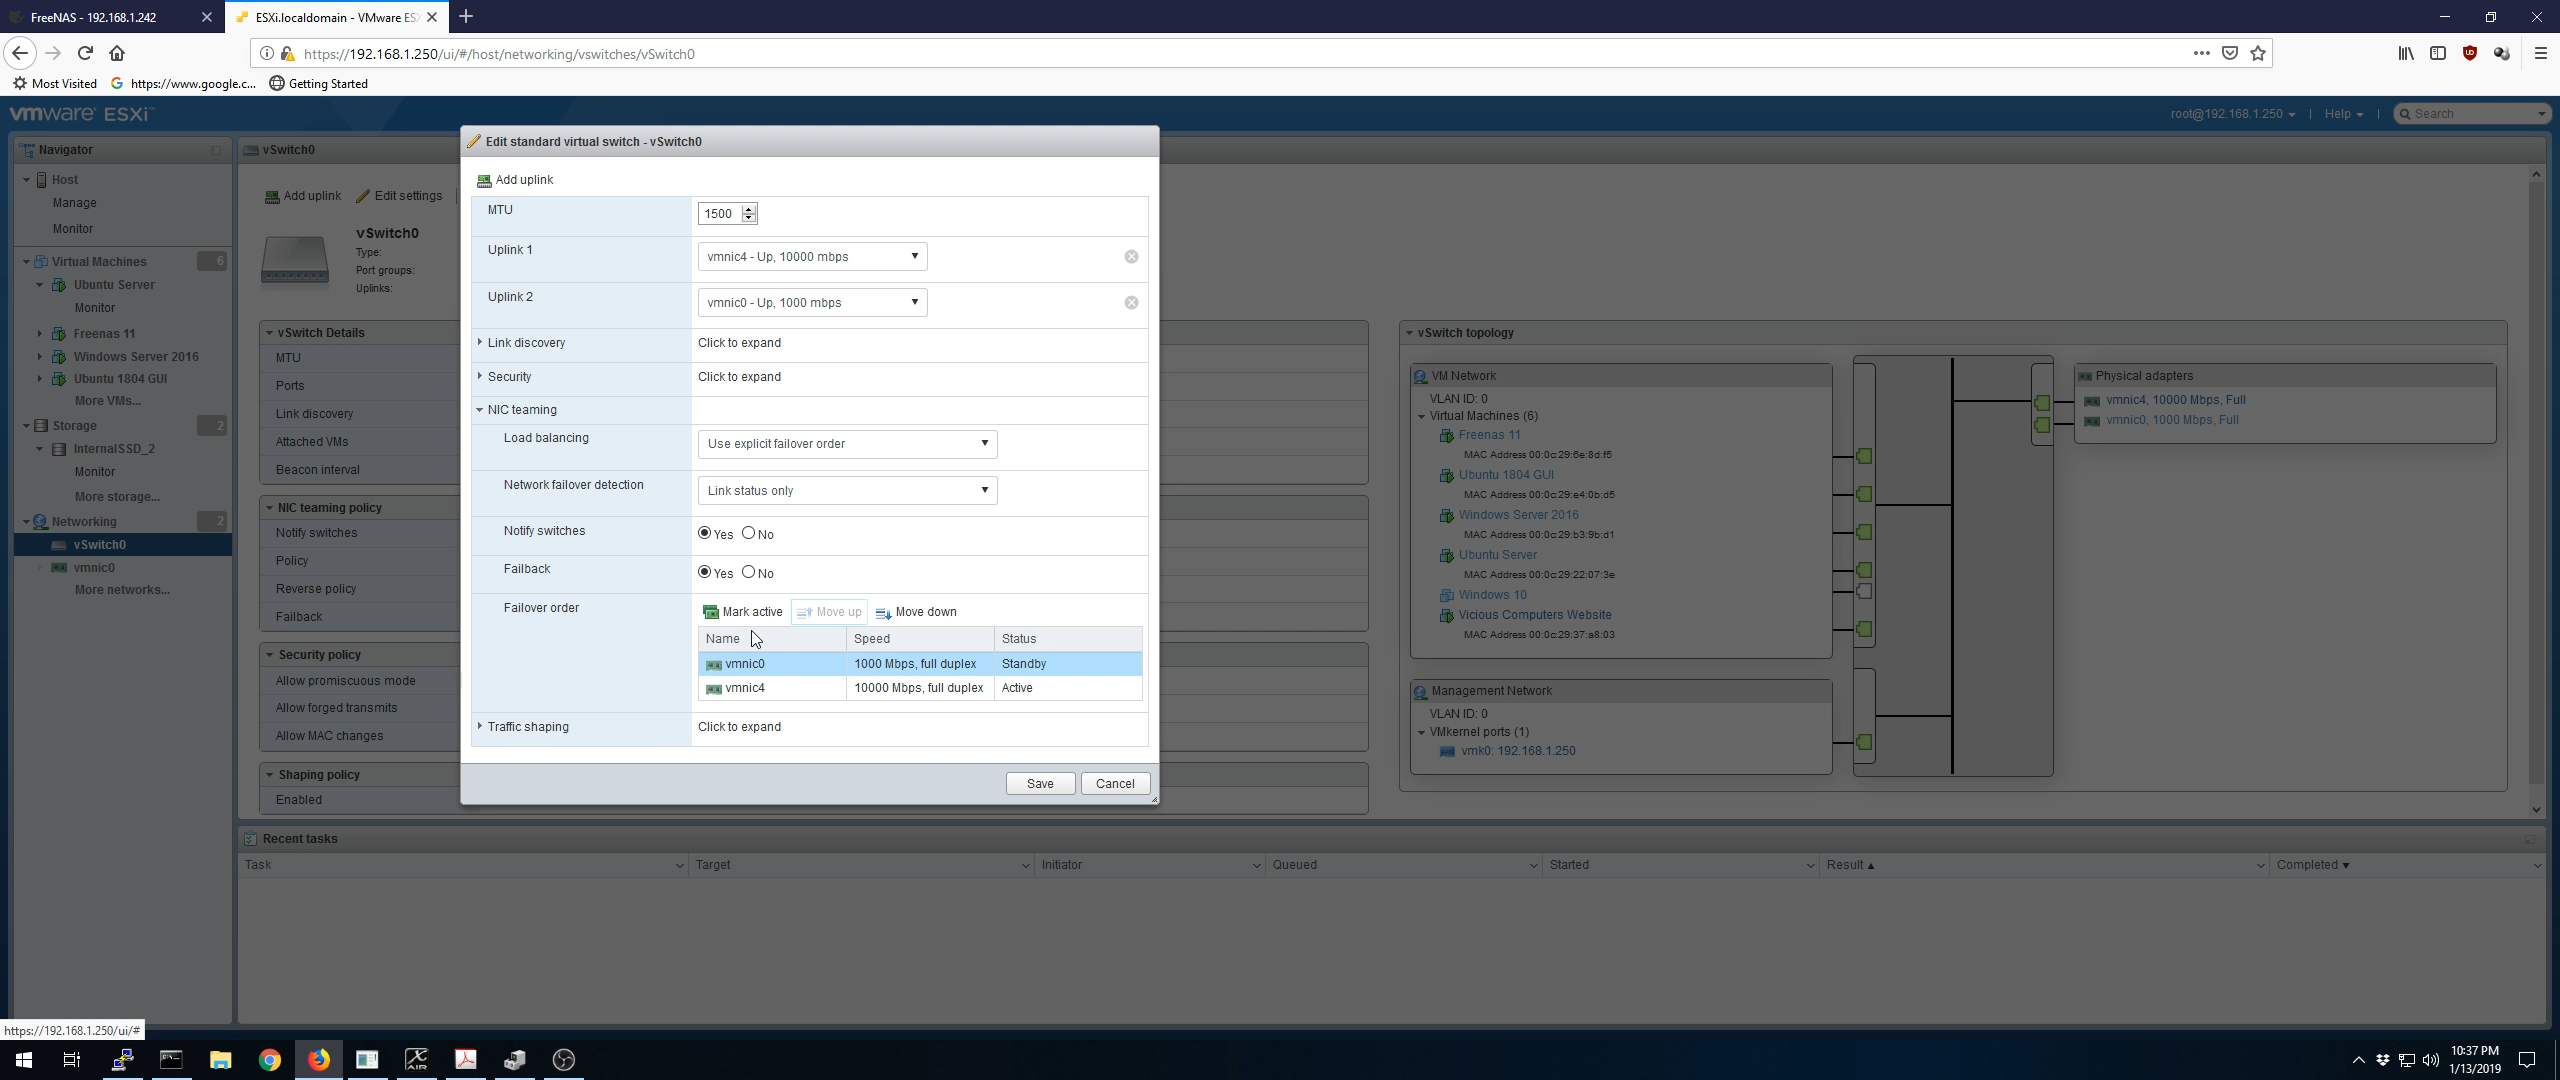 FreeNAS - 192.168.1.242
ESXi.localdomain - VMware ES
https://192.168.1.250/ui/#/host/networking/vswitches/vSwitch0
Most Visited
https://www.google.c...
Getting Started
vmware ESXi
root@192.168.1.250
Help
Search
Navigator
Host
Manage
Monitor
Virtual Machines 6
Ubuntu Server
Monitor
Freenas 11
Windows Server 2016
Ubuntu 1804 GUI
More VMs...
Storage 2
InternalSSD_2
Monitor
More storage...
Networking 2
vSwitch0
vmnic0
More networks...
vSwitch0
Add uplink
Edit settings
vSwitch0
Type:
Port groups:
Uplinks:
vSwitch Details
MTU
Ports
Link discovery
Attached VMs
Beacon interval
NIC teaming policy
Notify switches
Policy
Reverse policy
Failback
Security policy
Allow promiscuous mode
Allow forged transmits
Allow MAC changes
Shaping policy
Enabled
Edit standard virtual switch - vSwitch0
Add uplink
MTU 1500
Uplink 1 vmnic4 - Up, 10000 mbps
Uplink 2 vmnic0 - Up, 1000 mbps
Link discovery Click to expand
Security Click to expand
NIC teaming
Load balancing Use explicit failover order
Network failover detection Link status only
Notify switches Yes No
Failback Yes No
Failover order Mark active Move up Move down
Name Speed Status
vmnic0 1000 Mbps, full duplex Standby
vmnic4 10000 Mbps, full duplex Active
Traffic shaping Click to expand
Save Cancel
vSwitch topology
VM Network
VLAN ID: 0
Virtual Machines (6)
Freenas 11
MAC Address 00:0c:29:6e:8d:f5
Ubuntu 1804 GUI
MAC Address 00:0c:29:e4:0b:d5
Windows Server 2016
MAC Address 00:0c:29:b3:9b:d1
Ubuntu Server
MAC Address 00:0c:29:22:07:3e
Windows 10
Vicious Computers Website
MAC Address 00:0c:29:37:a8:03
Management Network
VLAN ID: 0
VMkernel ports (1)
vmk0: 192.168.1.250
Physical adapters
vmnic4, 10000 Mbps, Full
vmnic0, 1000 Mbps, Full
Recent tasks
Task Target Initiator Queued Started Result Completed
https://192.168.1.250/ui/#
AIR
10:37 PM
1/13/2019